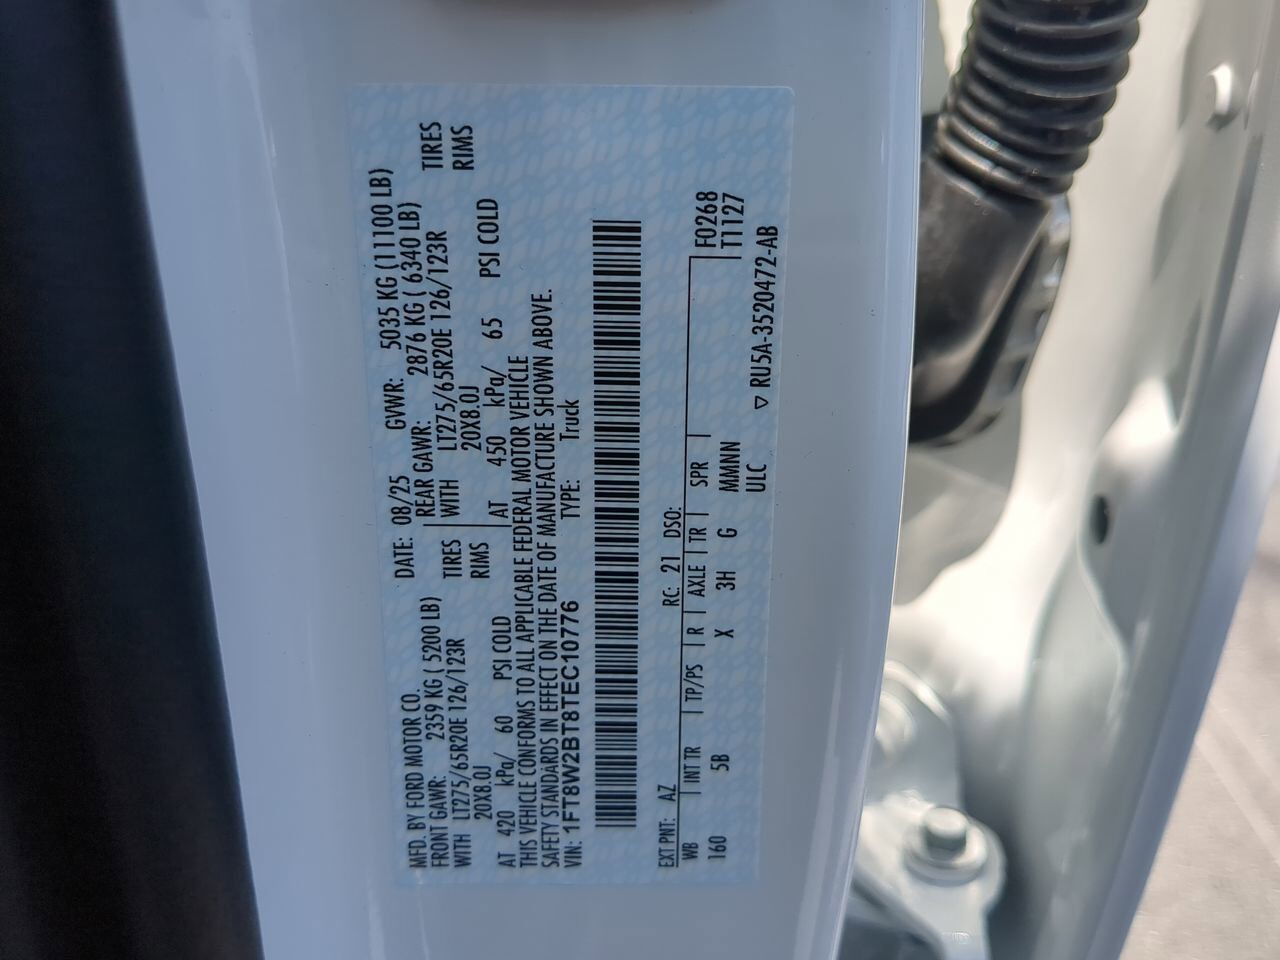 MFD. BY FORD MOTOR CO. DATE: 08/25 GVWR: 5035 KG (11100 LB)
FRONT GAWR: 2359 KG ( 5200 LB) REAR GAWR: 2876 KG ( 6340 LB)
WITH LT275/65R20E 126/123R TIRES WITH LT275/65R20E 126/123R TIRES
20X8.0J RIMS 20X8.0J RIMS
AT 420 kPa/ 60 PSI COLD AT 450 kPa/ 65 PSI COLD
THIS VEHICLE CONFORMS TO ALL APPLICABLE FEDERAL MOTOR VEHICLE
SAFETY STANDARDS IN EFFECT ON THE DATE OF MANUFACTURE SHOWN ABOVE.
VIN: 1FT8W2BT8TEC10776 TYPE: Truck
EXT PNT: AZ RC: 21 DSO:
WB INT TR TP/PS R AXLE TR SPR F0268
160 5B X 3H G MMNNN T1127
ULC ▽ RU5A-3520472-AB